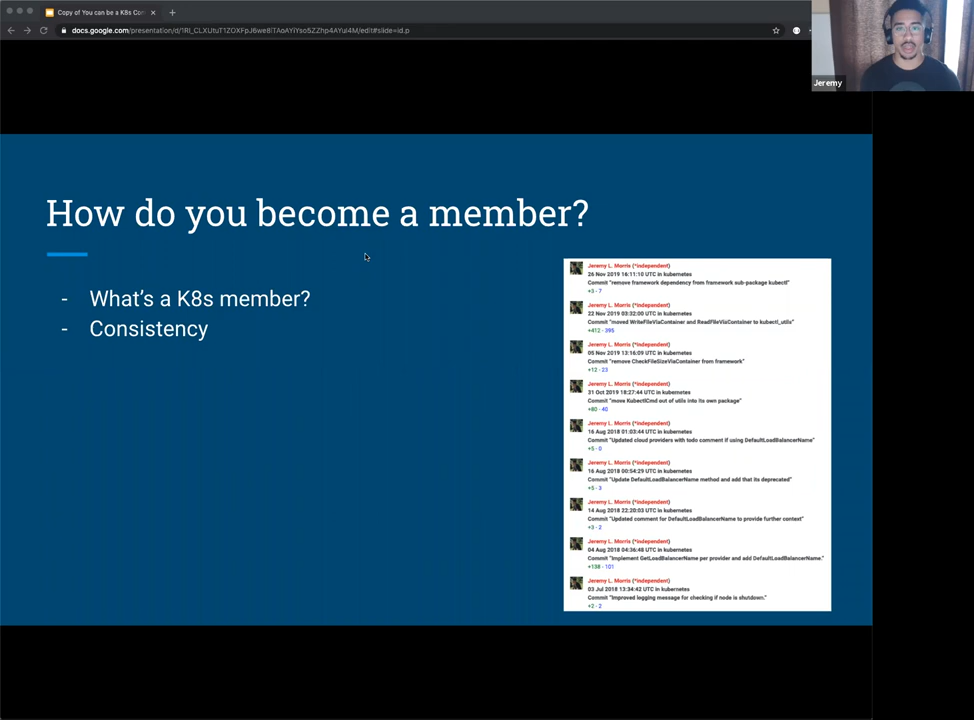 Copy of You can be a K8s Con
docs.google.com/presentation/d/1RI_CLXUtuT1ZOXFpJ6we8ITAoAYiYso5ZZhp4AYuI4M/edit#slide=id.p
Jeremy
How do you become a member?
- What's a K8s member?
- Consistency
Jeremy L. Morris (*independent)
26 Nov 2019 16:11:10 UTC in kubernetes
Commit "remove framework dependency from framework sub-package kubectl"
+3 - 7
Jeremy L. Morris (*independent)
22 Nov 2019 03:32:00 UTC in kubernetes
Commit "moved WriteFileViaContainer and ReadFileViaContainer to kubectl_utils"
+412 - 395
Jeremy L. Morris (*independent)
05 Nov 2019 13:16:09 UTC in kubernetes
Commit "remove CheckFileSizeViaContainer from framework"
+12 - 23
Jeremy L. Morris (*independent)
31 Oct 2019 18:27:44 UTC in kubernetes
Commit "move KubectlCmd out of utils into its own package"
+80 - 40
Jeremy L. Morris (*independent)
16 Aug 2018 01:03:44 UTC in kubernetes
Commit "Updated cloud providers with todo comment if using DefaultLoadBalancerName"
+5 - 0
Jeremy L. Morris (*independent)
16 Aug 2018 00:54:29 UTC in kubernetes
Commit "Update DefaultLoadBalancerName method and add that its deprecated"
+5 - 3
Jeremy L. Morris (*independent)
14 Aug 2018 22:20:03 UTC in kubernetes
Commit "Updated comment for DefaultLoadBalancerName to provide further context"
+3 - 2
Jeremy L. Morris (*independent)
04 Aug 2018 04:36:48 UTC in kubernetes
Commit "Implement GetLoadBalancerName per provider and add DefaultLoadBalancerName."
+138 - 101
Jeremy L. Morris (*independent)
03 Jul 2018 13:34:42 UTC in kubernetes
Commit "Improved logging message for checking if node is shutdown."
+2 - 2